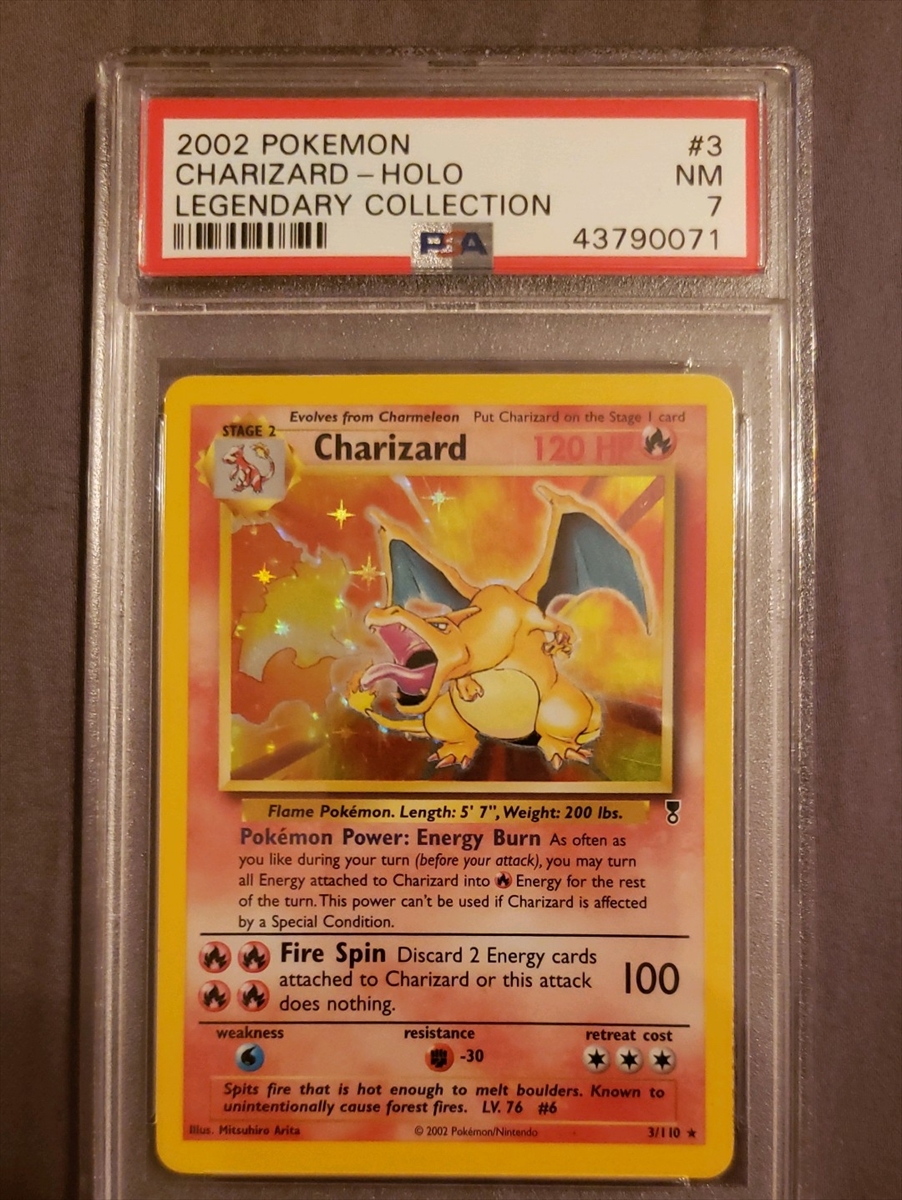 2002 POKEMON #3
CHARIZARD - HOLO NM
LEGENDARY COLLECTION 7
PSA 43790071
Evolves from Charmeleon Put Charizard on the Stage 1 card
STAGE 2
Charizard 120 HP
Flame Pokémon. Length: 5' 7", Weight: 200 lbs.
Pokémon Power: Energy Burn As often as
you like during your turn (before your attack), you may turn
all Energy attached to Charizard into Energy for the rest
of the turn. This power can't be used if Charizard is affected
by a Special Condition.
Fire Spin Discard 2 Energy cards
attached to Charizard or this attack 100
does nothing.
weakness resistance retreat cost
-30
Spits fire that is hot enough to melt boulders. Known to
unintentionally cause forest fires. LV. 76 #6
Illus. Mitsuhiro Arita © 2002 Pokémon/Nintendo 3/110 ★